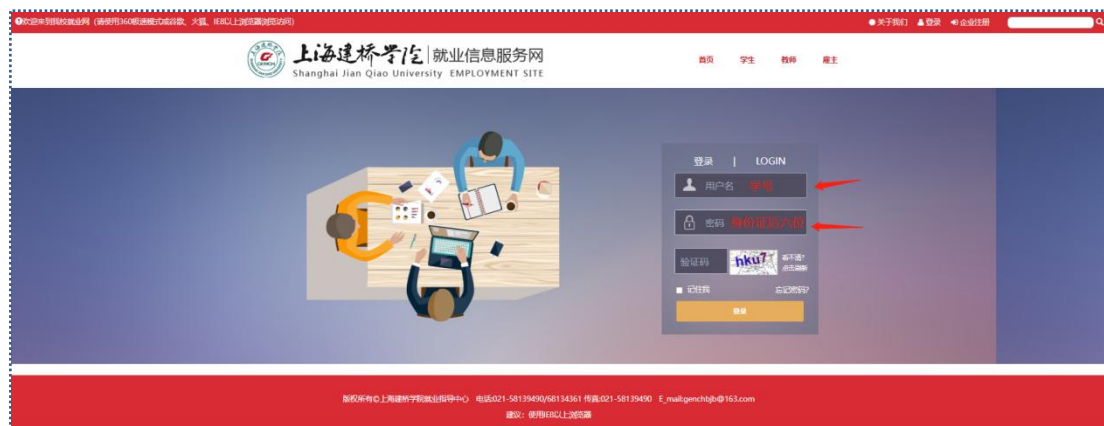 欢迎来到我校就业网（请使用360极速模式或谷歌、火狐、IE8以上浏览器浏览访问）
关于我们 登录 企业注册
上海建桥学院 就业信息服务网
Shanghai Jian Qiao University EMPLOYMENT SITE
GENCH
首页 学生 教师 雇主
登录 | LOGIN
用户名 学号
密码 身份证后六位
验证码 hku7 看不清?
点击刷新
记住我 忘记密码?
登录
版权所有©上海建桥学院就业指导中心 电话:021-58139490/68134361 传真:021-58139490 E_mail:genchbjb@163.com
建议：使用IE8以上浏览器